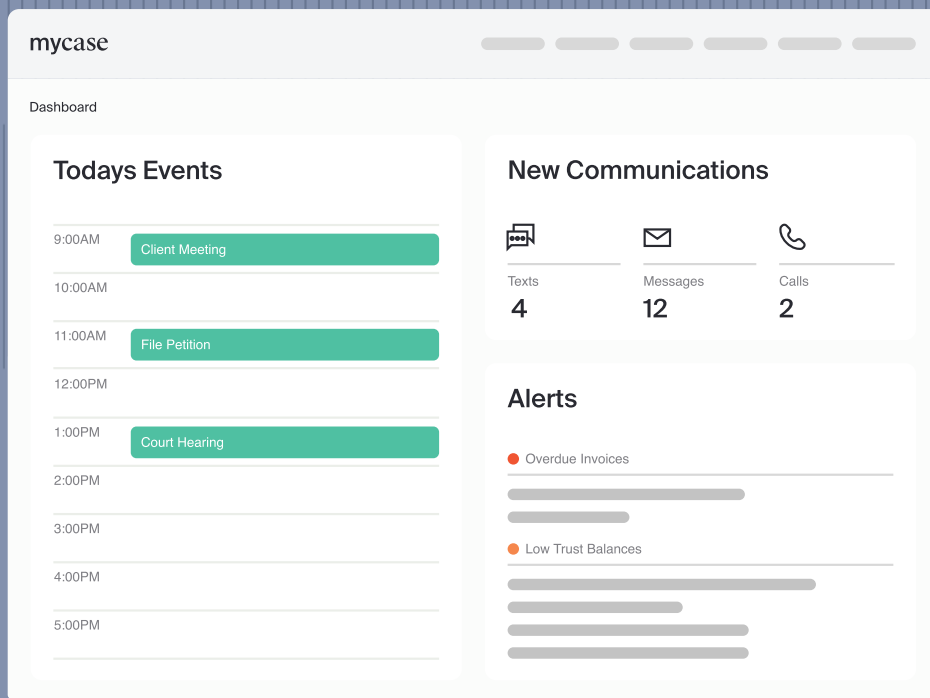 mycase
Dashboard
Todays Events
9:00AM
Client Meeting
10:00AM
11:00AM
File Petition
12:00PM
1:00PM
Court Hearing
2:00PM
3:00PM
4:00PM
5:00PM
New Communications
Texts
4
Messages
12
Calls
2
Alerts
Overdue Invoices
Low Trust Balances